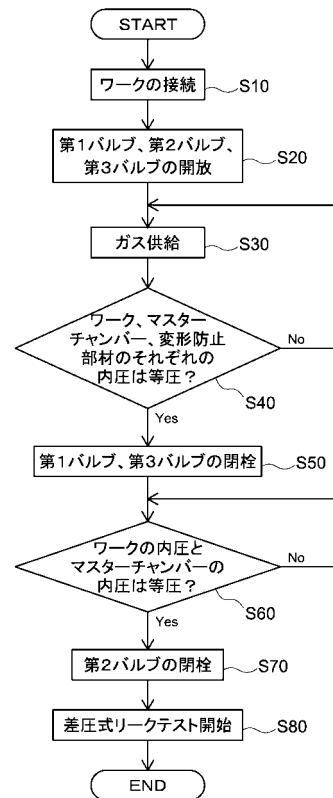 START
ワークの接続
S10
第1バルブ、第2バルブ、
第3バルブの開放
S20
ガス供給
S30
ワーク、マスター
チャンバー、変形防止
部材のそれぞれの
内圧は等圧?
No
S40
Yes
第1バルブ、第3バルブの閉栓
S50
ワークの内圧と
マスターチャンバーの
内圧は等圧?
No
S60
Yes
第2バルブの閉栓
S70
差圧式リークテスト開始
S80
END